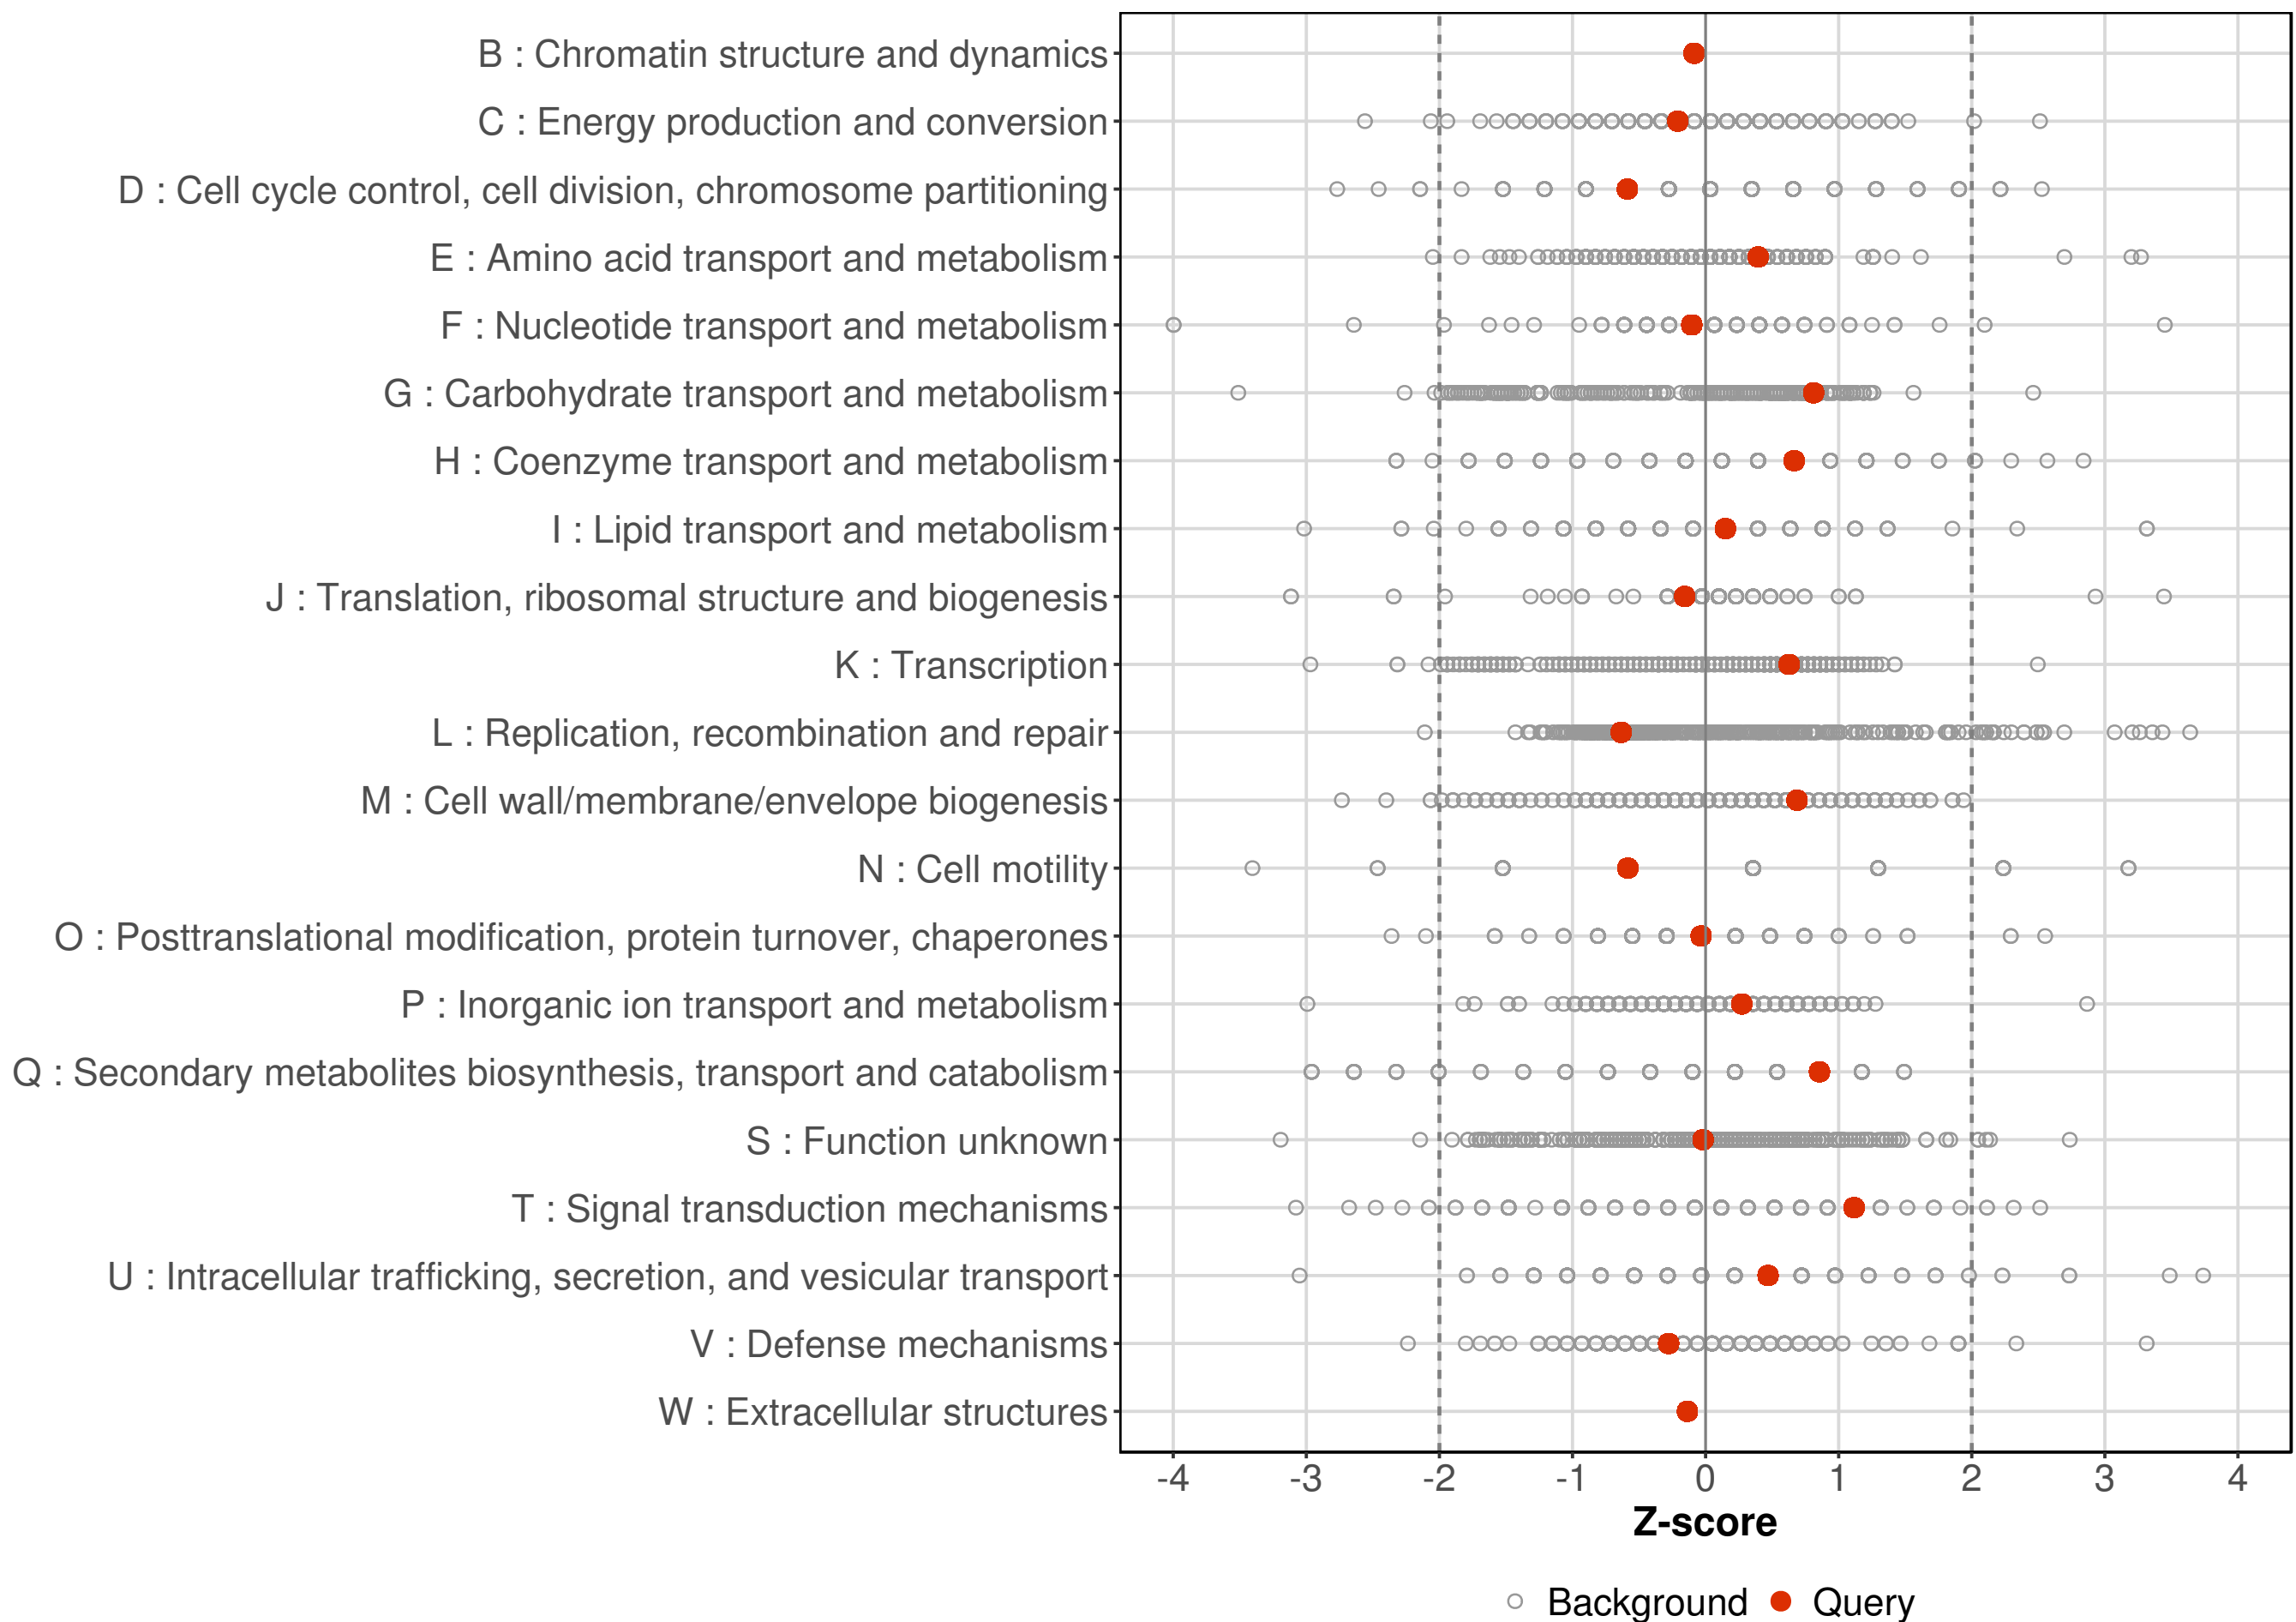 B : Chromatin structure and dynamics
C : Energy production and conversion
D : Cell cycle control, cell division, chromosome partitioning
E : Amino acid transport and metabolism
F : Nucleotide transport and metabolism
G : Carbohydrate transport and metabolism
H : Coenzyme transport and metabolism
I : Lipid transport and metabolism
J : Translation, ribosomal structure and biogenesis
K : Transcription
L : Replication, recombination and repair
M : Cell wall/membrane/envelope biogenesis
N : Cell motility
O : Posttranslational modification, protein turnover, chaperones
P : Inorganic ion transport and metabolism
Q : Secondary metabolites biosynthesis, transport and catabolism
S : Function unknown
T : Signal transduction mechanisms
U : Intracellular trafficking, secretion, and vesicular transport
V : Defense mechanisms
W : Extracellular structures
-4 -3 -2 -1 0 1 2 3 4
Z-score
Background Query